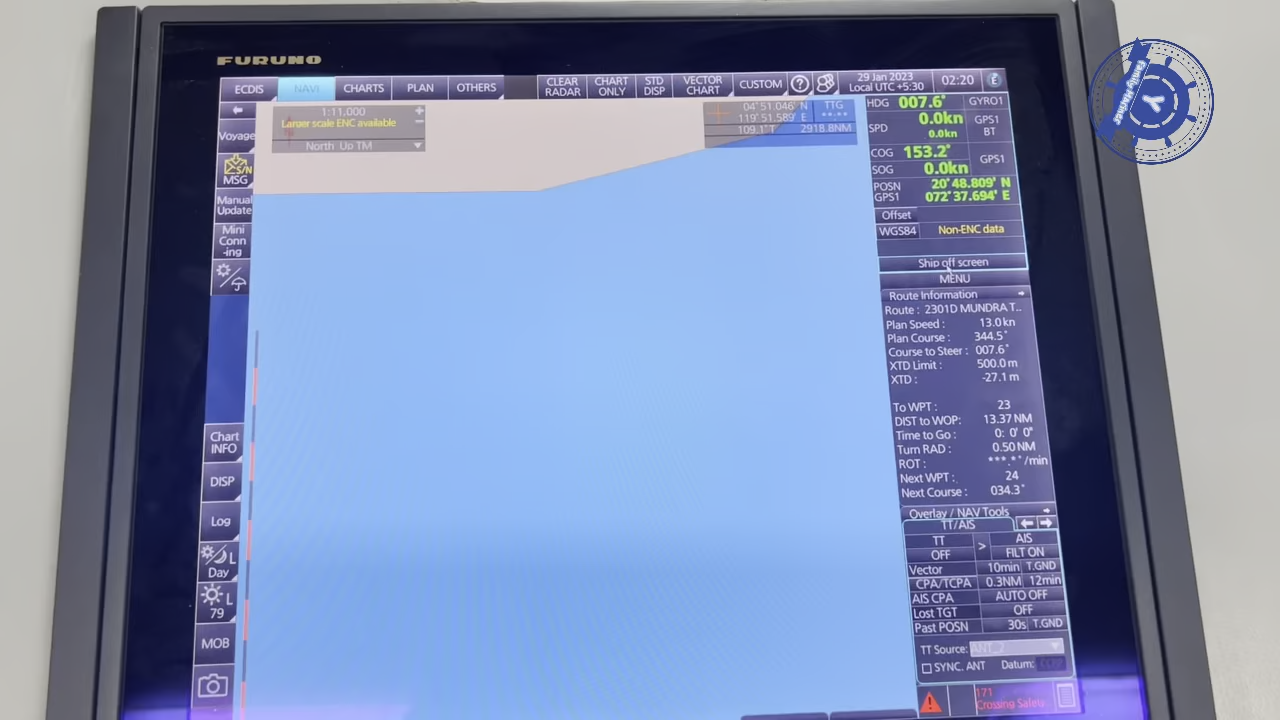 FURUNO
ECDIS NAVI CHARTS PLAN OTHERS CLEAR RADAR CHART ONLY STD DISP VECTOR CHART CUSTOM ? 29 Jan 2023 Local UTC +5:30 02:20
1:11,000 +
Larger scale ENC available −
North Up TM
04°51.046' N TTG
119°51.589' E **:**
109.1°T 2918.8NM
HDG 007.6° GYRO1
SPD 0.0kn GPS1
0.0kn BT
COG 153.2° GPS1
SOG 0.0kn
POSN 20°48.809' N
GPS1 072°37.694' E
Offset
WGS84 Non-ENC data
Ship off screen
MENU
Route Information
Route : 2301D MUNDRA T..
Plan Speed : 13.0 kn
Plan Course : 344.5°
Course to Steer : 007.6°
XTD Limit : 500.0 m
XTD : -27.1 m
To WPT : 23
DIST to WOP: 13.37 NM
Time to Go : 0: 0' 0"
Turn RAD : 0.50 NM
ROT : ***.*°/min
Next WPT : 24
Next Course : 034.3°
Overlay / NAV Tools
TT/AIS
TT OFF > AIS FILT ON
Vector 10min T.GND
CPA/TCPA 0.3NM 12min
AIS CPA AUTO OFF
Lost TGT OFF
Past POSN 30s T.GND
TT Source: ANT_2
SYNC. ANT Datum:
171
Crossing Safety
Voyage
S/N
MSG
Manual
Update
Mini
Conn
-ing
Chart
INFO
DISP
Log
L
Day
L
79
MOB
Family Mariner
Y